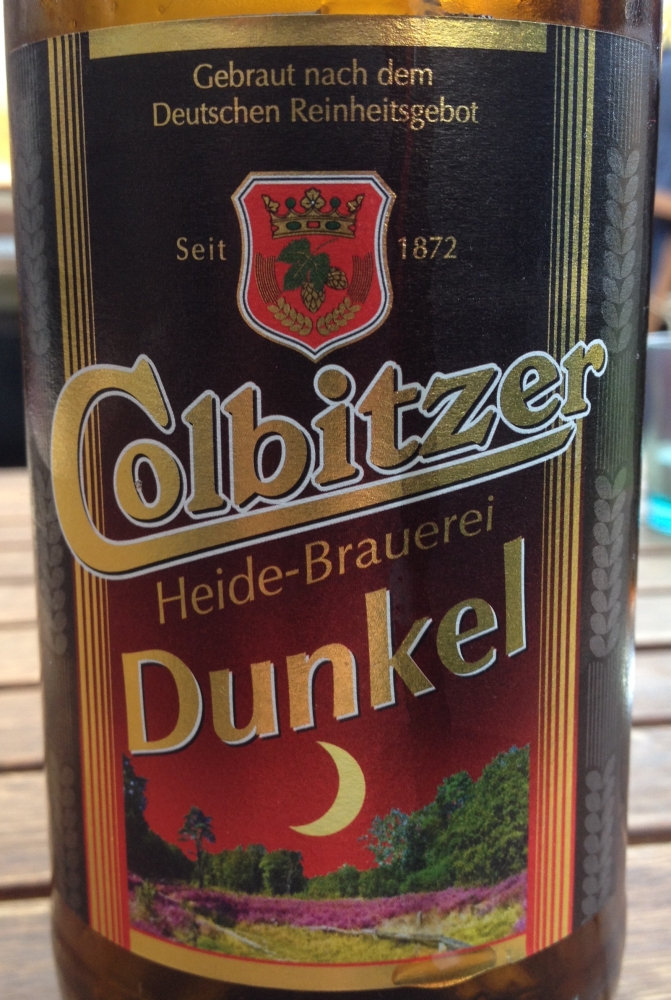 Gebraut nach dem
Deutschen Reinheitsgebot
Seit 1872
Colbitzer
Heide-Brauerei
Dunkel